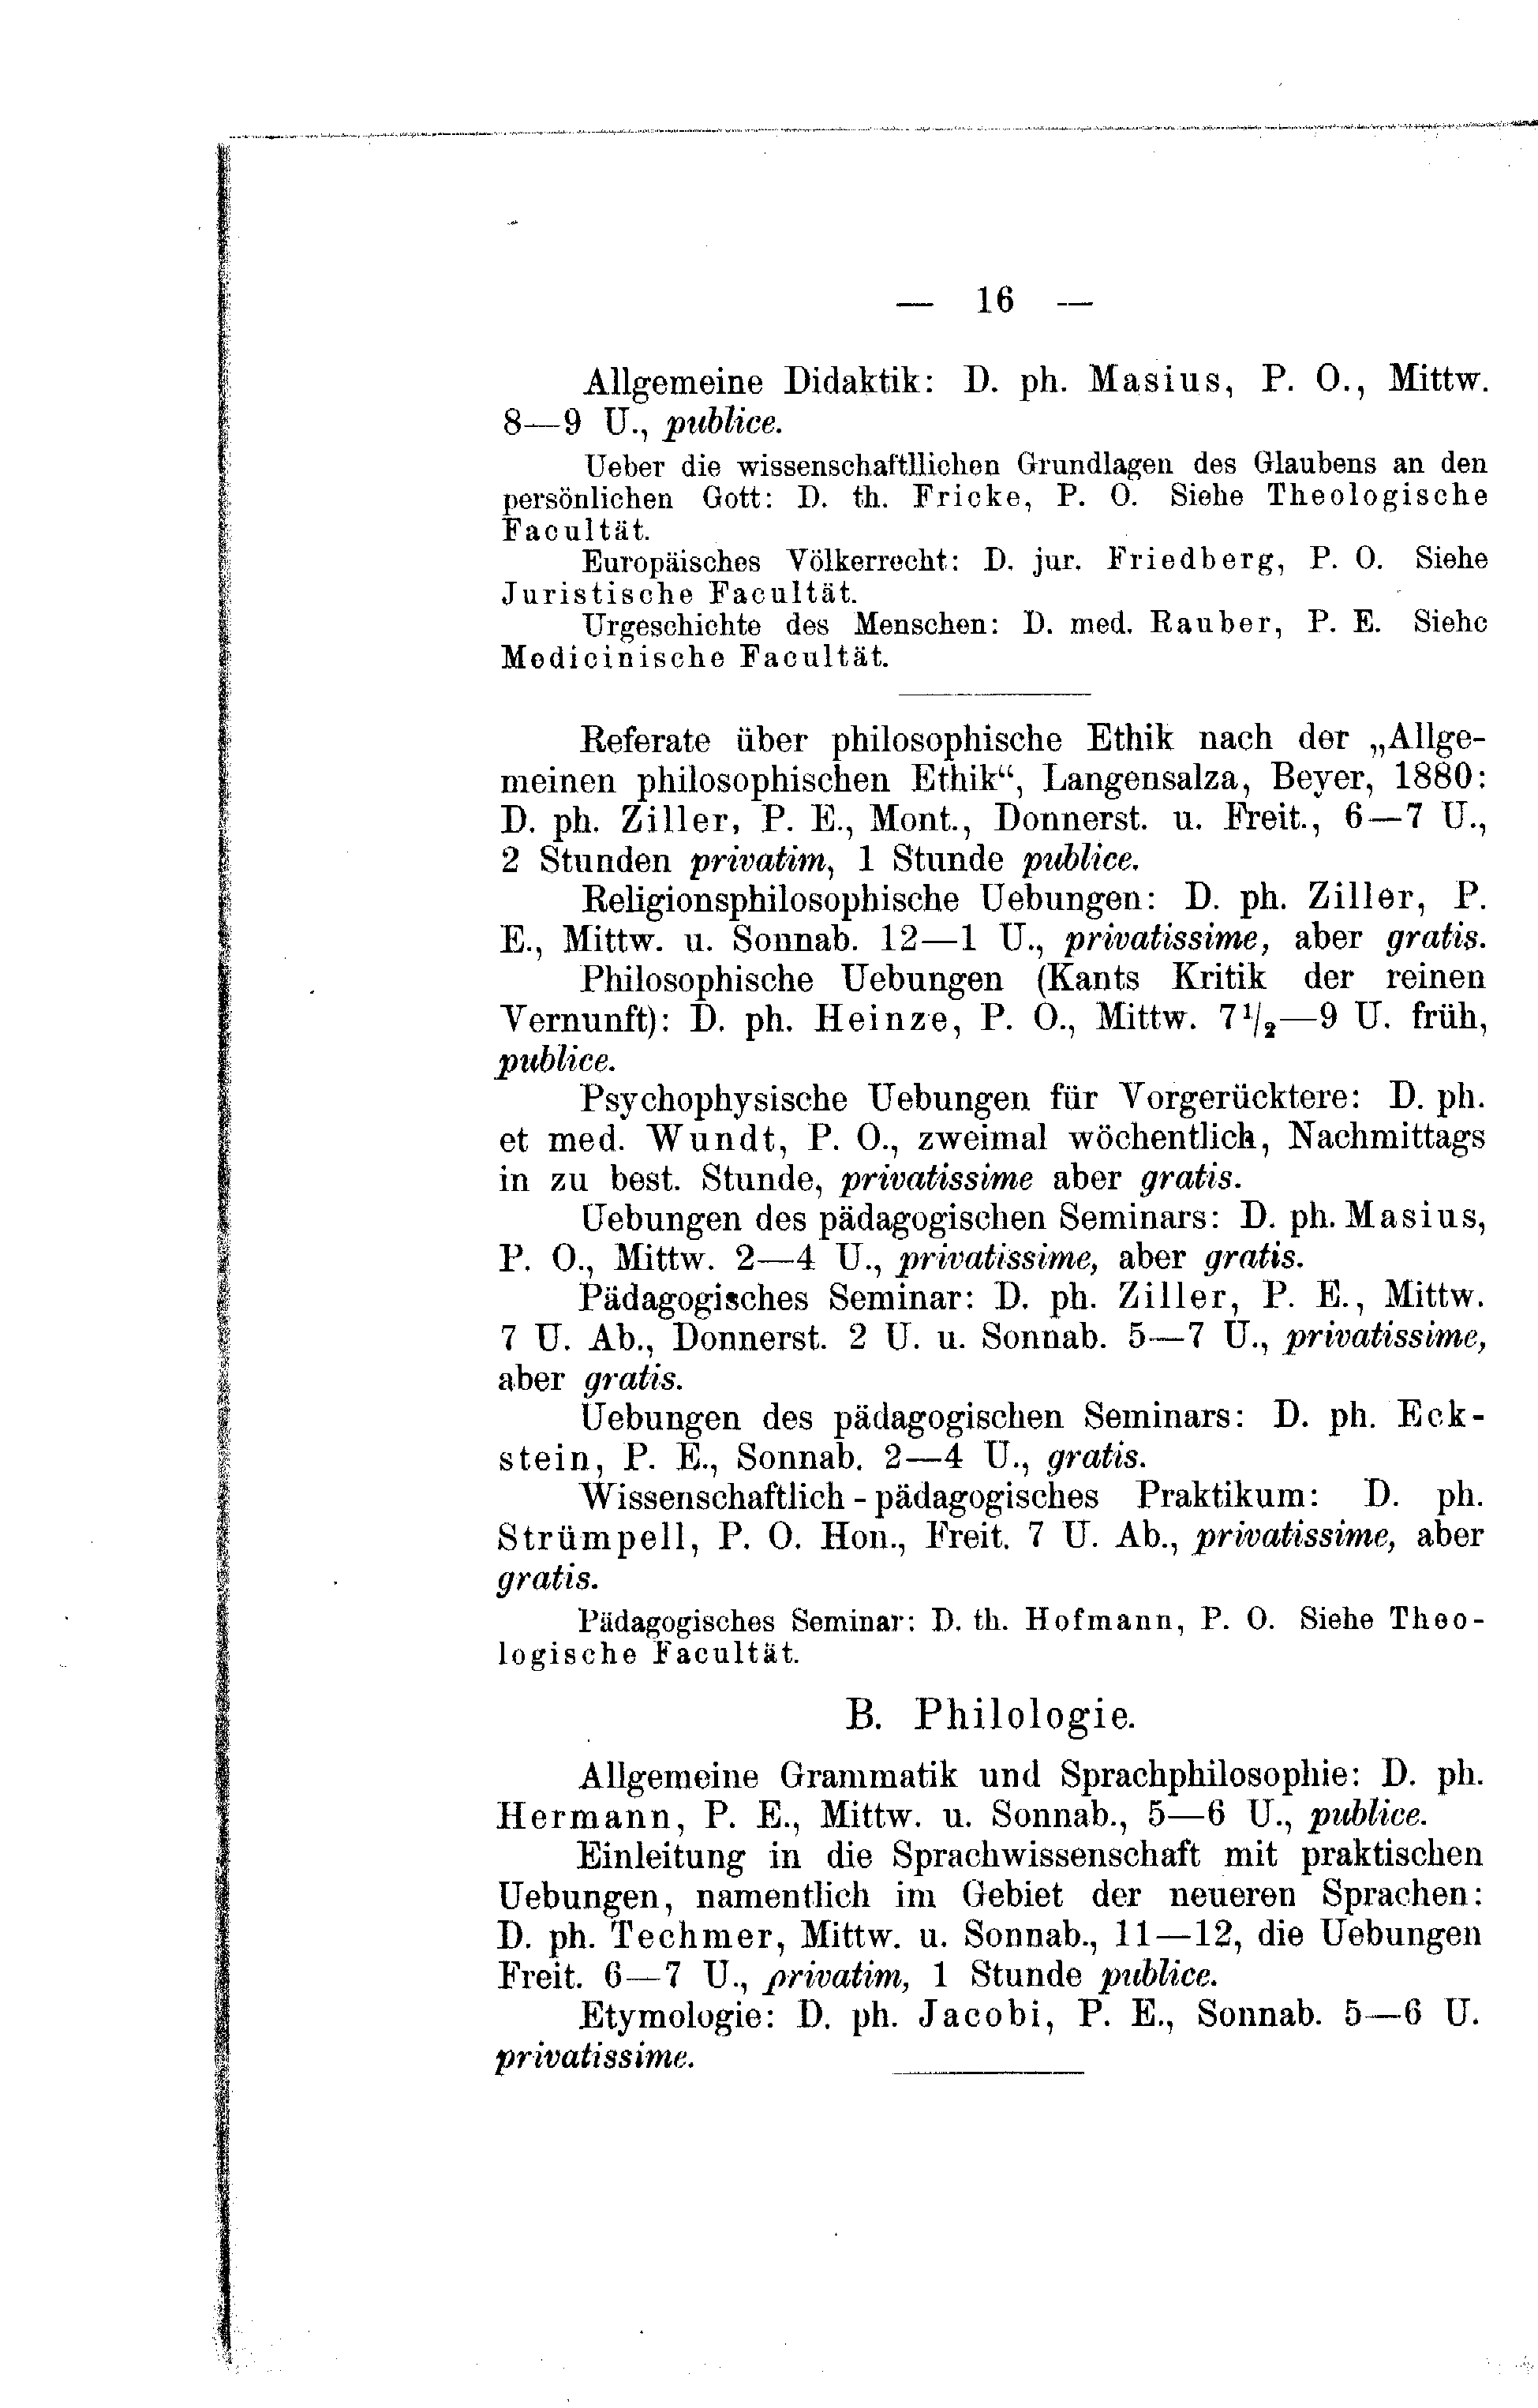 — 16 —
Allgemeine Didaktik: D. ph. Masius, P. O., Mittw.
8—9 U., publice.
Ueber die wissenschaftllichen Grundlagen des Glaubens an den
persönlichen Gott: D. th. Fricke, P. O. Siehe Theologische
Facultät.
Europäisches Völkerrecht: D. jur. Friedberg, P. O. Siehe
Juristische Facultät.
Urgeschichte des Menschen: D. med. Rauber, P. E. Siehe
Medicinische Facultät.
Referate über philosophische Ethik nach der „Allge-
meinen philosophischen Ethik“, Langensalza, Beyer, 1880:
D. ph. Ziller, P. E., Mont., Donnerst. u. Freit., 6—7 U.,
2 Stunden privatim, 1 Stunde publice.
Religionsphilosophische Uebungen: D. ph. Ziller, P.
E., Mittw. u. Sonnab. 12—1 U., privatissime, aber gratis.
Philosophische Uebungen (Kants Kritik der reinen
Vernunft): D. ph. Heinze, P. O., Mittw. 7 1/2—9 U. früh,
publice.
Psychophysische Uebungen für Vorgerücktere: D. ph.
et med. Wundt, P. O., zweimal wöchentlich, Nachmittags
in zu best. Stunde, privatissime aber gratis.
Uebungen des pädagogischen Seminars: D. ph. Masius,
P. O., Mittw. 2—4 U., privatissime, aber gratis.
Pädagogisches Seminar: D. ph. Ziller, P. E., Mittw.
7 U. Ab., Donnerst. 2 U. u. Sonnab. 5—7 U., privatissime,
aber gratis.
Uebungen des pädagogischen Seminars: D. ph. Eck-
stein, P. E., Sonnab. 2—4 U., gratis.
Wissenschaftlich-pädagogisches Praktikum: D. ph.
Strümpell, P. O. Hon., Freit. 7 U. Ab., privatissime, aber
gratis.
Pädagogisches Seminar: D. th. Hofmann, P. O. Siehe Theo-
logische Facultät.
B. Philologie.
Allgemeine Grammatik und Sprachphilosophie: D. ph.
Hermann, P. E., Mittw. u. Sonnab., 5—6 U., publice.
Einleitung in die Sprachwissenschaft mit praktischen
Uebungen, namentlich im Gebiet der neueren Sprachen:
D. ph. Techmer, Mittw. u. Sonnab., 11—12, die Uebungen
Freit. 6—7 U., privatim, 1 Stunde publice.
Etymologie: D. ph. Jacobi, P. E., Sonnab. 5—6 U.
privatissime.